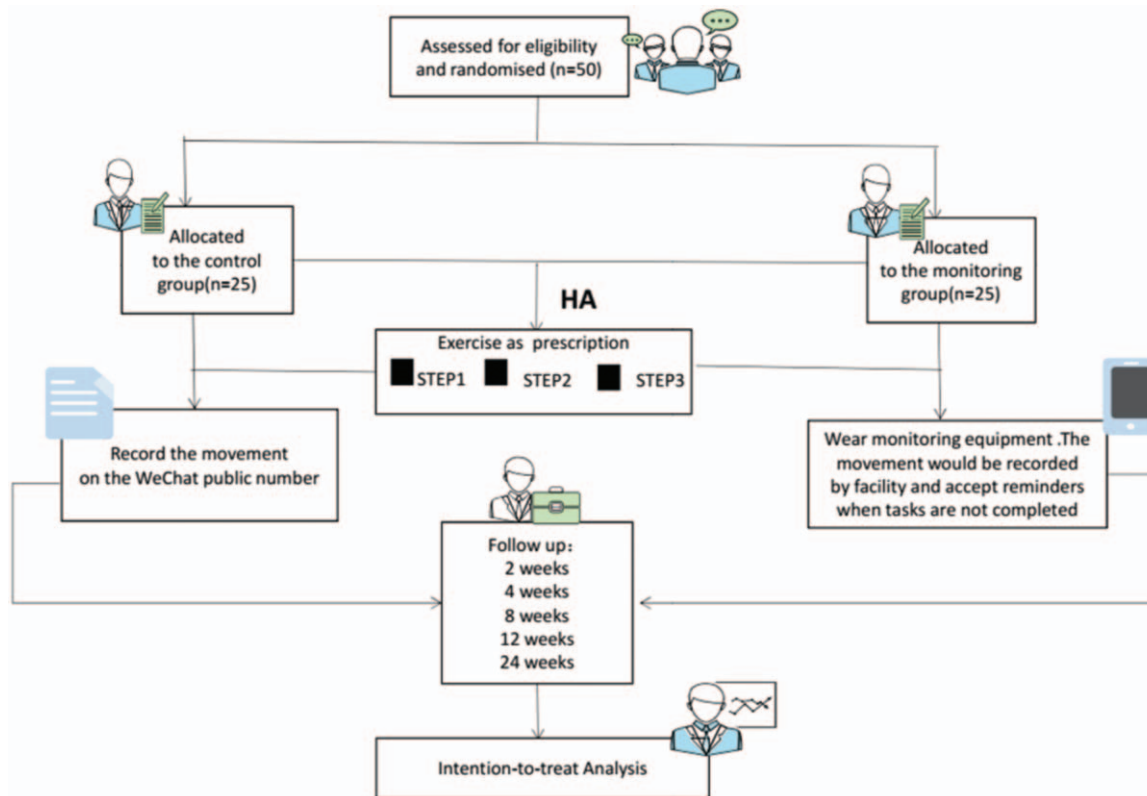 Assessed for eligibility
and randomised (n=50)
Allocated
to the control
group(n=25)
Allocated
to the monitoring
group(n=25)
HA
Exercise as prescription
STEP1 STEP2 STEP3
Record the movement
on the WeChat public number
Wear monitoring equipment .The
movement would be recorded
by facility and accept reminders
when tasks are not completed
Follow up：
2 weeks
4 weeks
8 weeks
12 weeks
24 weeks
Intention-to-treat Analysis